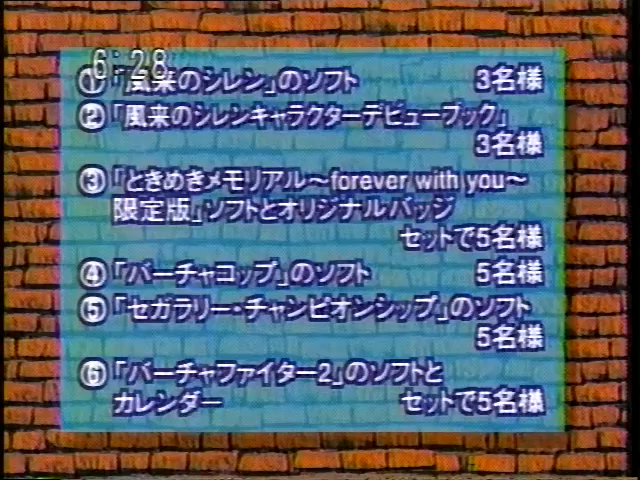 6:28
①「風来のシレン」のソフト 3名様
②「風来のシレンキャラクターデビューブック」
3名様
③「ときめきメモリアル〜forever with you〜
限定版」ソフトとオリジナルバッジ
セットで5名様
④「バーチャコップ」のソフト 5名様
⑤「セガラリー・チャンピオンシップ」のソフト
5名様
⑥「バーチャファイター2」のソフトと
カレンダー セットで5名様